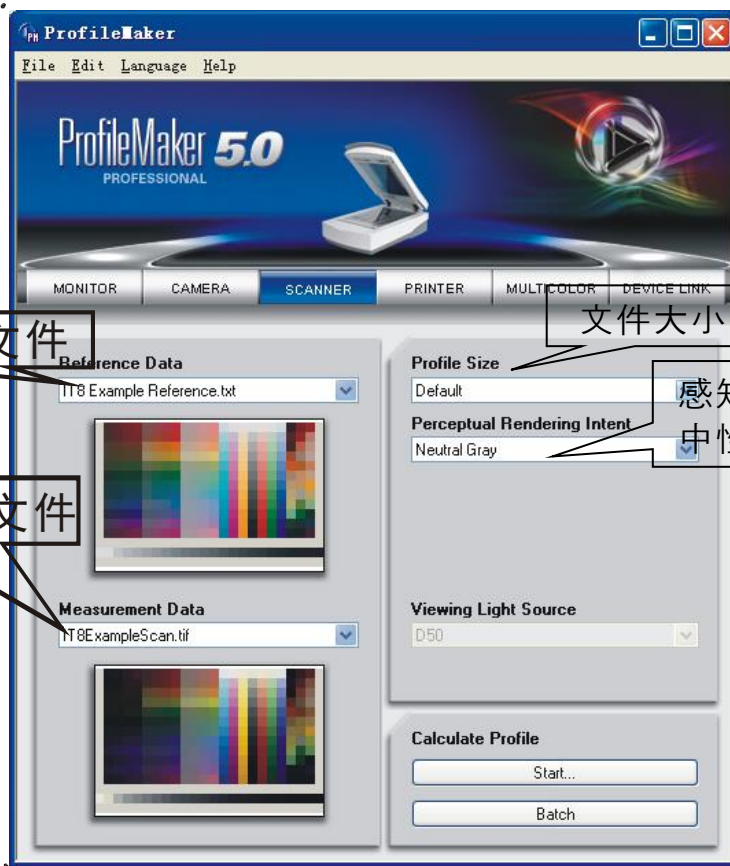 ProfileMaker
File Edit Language Help
ProfileMaker 5.0
PROFESSIONAL
MONITOR CAMERA SCANNER PRINTER MULTICOLOR DEVICE LINK
文件
文件大小
Reference Data
IT8 Example Reference.txt
Profile Size
Default
感知
Perceptual Rendering Intent
Neutral Gray
中性
文件
Measurement Data
IT8ExampleScan.tif
Viewing Light Source
D50
Calculate Profile
Start...
Batch